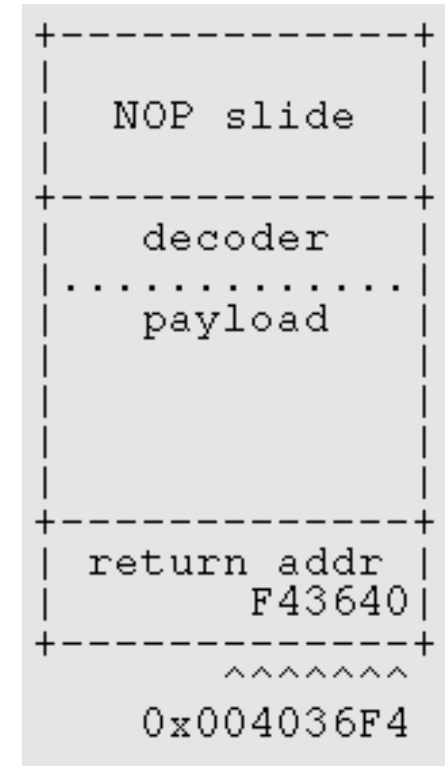 +--------------+
|              |
|  NOP slide   |
|              |
+--------------+
|   decoder    |
|..............|
|   payload    |
|              |
|              |
|              |
+--------------+
| return addr  |
|        F43640|
+--------------+
       ^^^^^^^
    0x004036F4